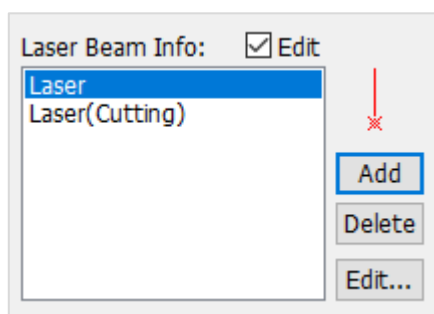 Laser Beam Info: Edit
Laser
Laser(Cutting)
Add
Delete
Edit...